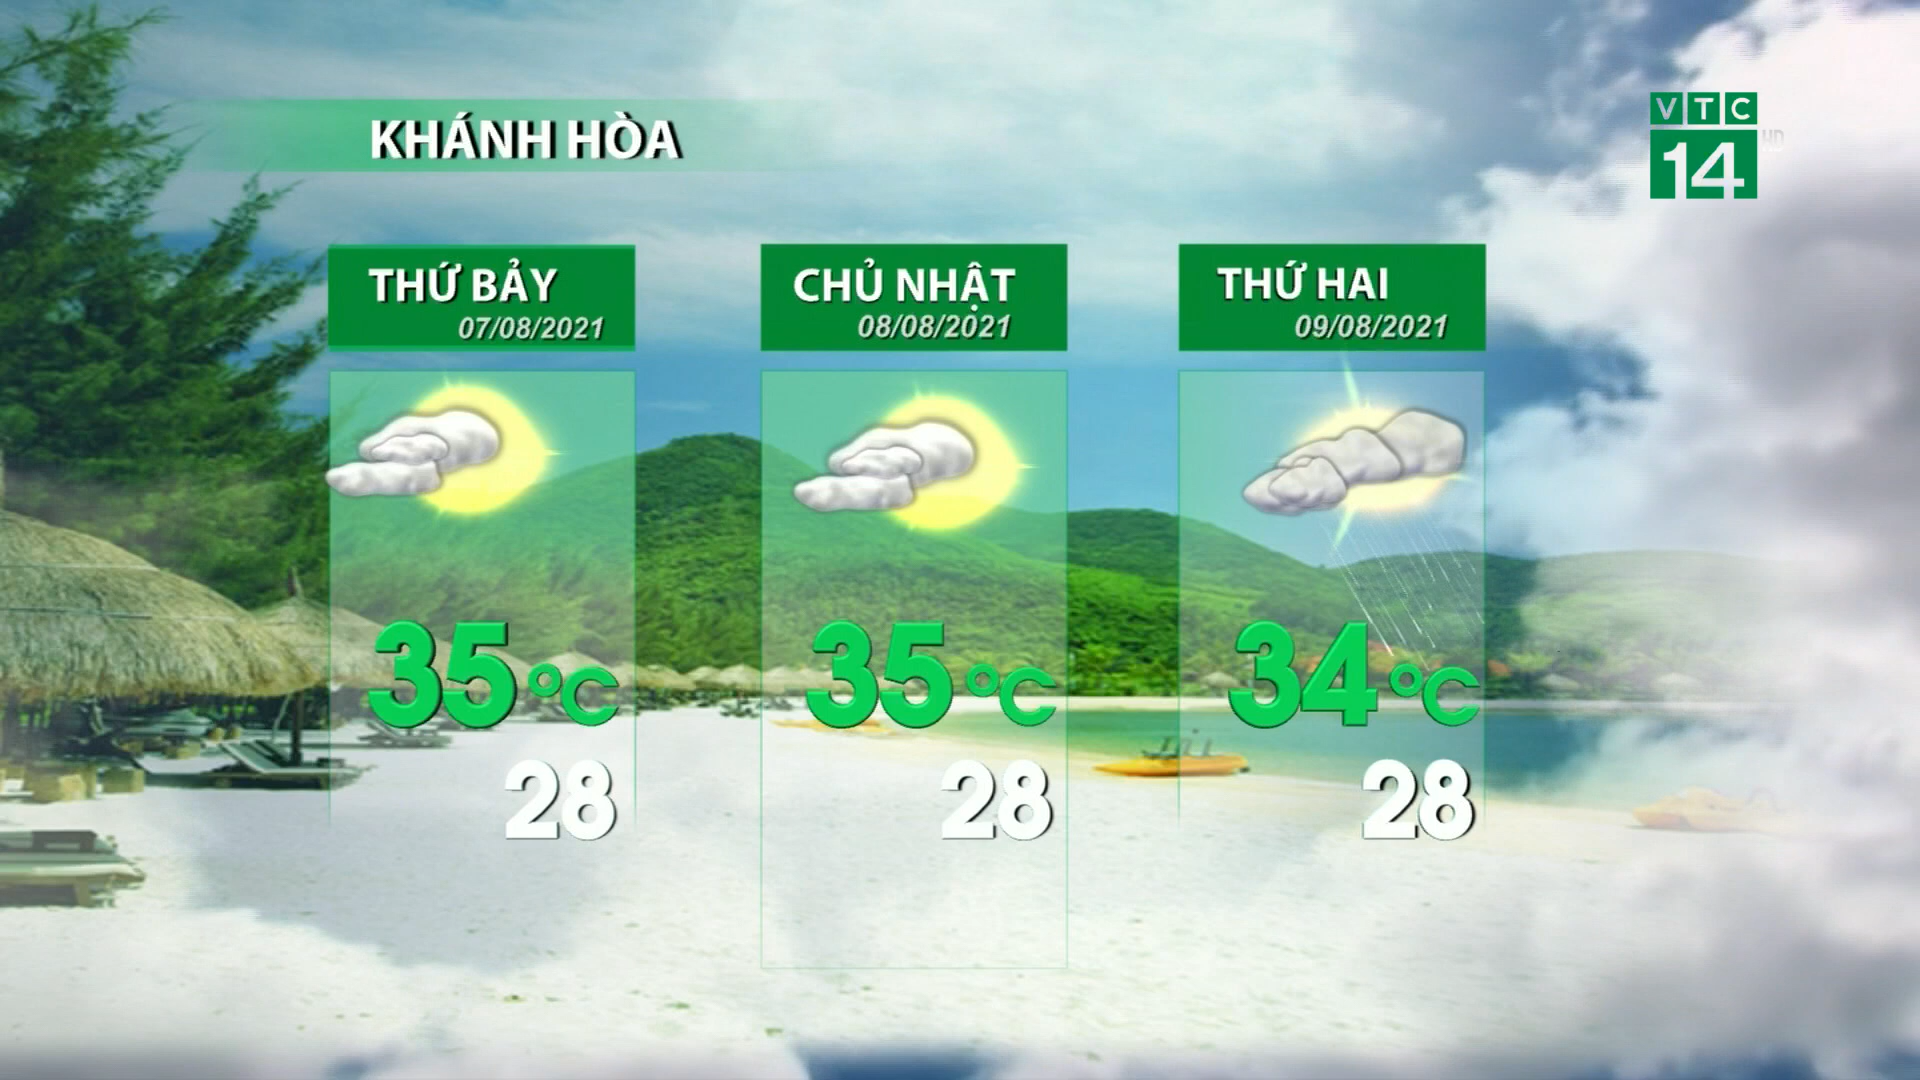 KHÁNH HÒA
VTC
14
HD
THỨ BẢY
07/08/2021
CHỦ NHẬT
08/08/2021
THỨ HAI
09/08/2021
35°C
35°C
34°C
28
28
28